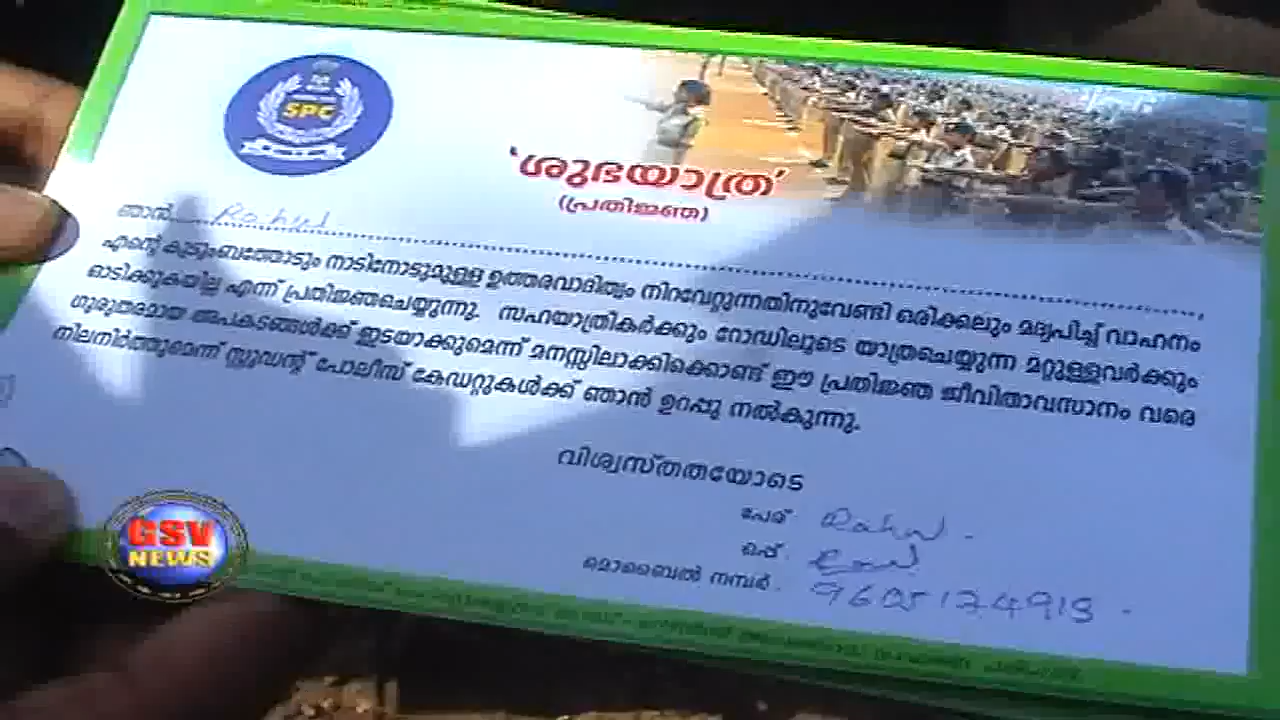 SPC
'ശുഭയാത്ര'
(പ്രതിജ്ഞ)
ഞാൻ Rahul
എന്റെ കുടുംബത്തോടും നാടിനോടുമുള്ള ഉത്തരവാദിത്വം നിറവേറ്റുന്നതിനുവേണ്ടി ഒരിക്കലും മദ്യപിച്ച് വാഹനം
ഓടിക്കുകയില്ല എന്ന് പ്രതിജ്ഞചെയ്യുന്നു. സഹയാത്രികർക്കും റോഡിലൂടെ യാത്രചെയ്യുന്ന മറ്റുള്ളവർക്കും
ഗുരുതരമായ അപകടങ്ങൾക്ക് ഇടയാക്കുമെന്ന് മനസ്സിലാക്കിക്കൊണ്ട് ഈ പ്രതിജ്ഞ ജീവിതാവസാനം വരെ
നിലനിർത്തുമെന്ന് സ്റ്റുഡന്റ് പോലീസ് കേഡറ്റുകൾക്ക് ഞാൻ ഉറപ്പു നൽകുന്നു.
വിശ്വസ്തതയോടെ
പേര് Rahul
ഒപ്പ്
മൊബൈൽ നമ്പർ. 9605174918
GSV
NEWS